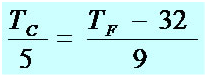 T_C / 5 = (T_F − 32) / 9